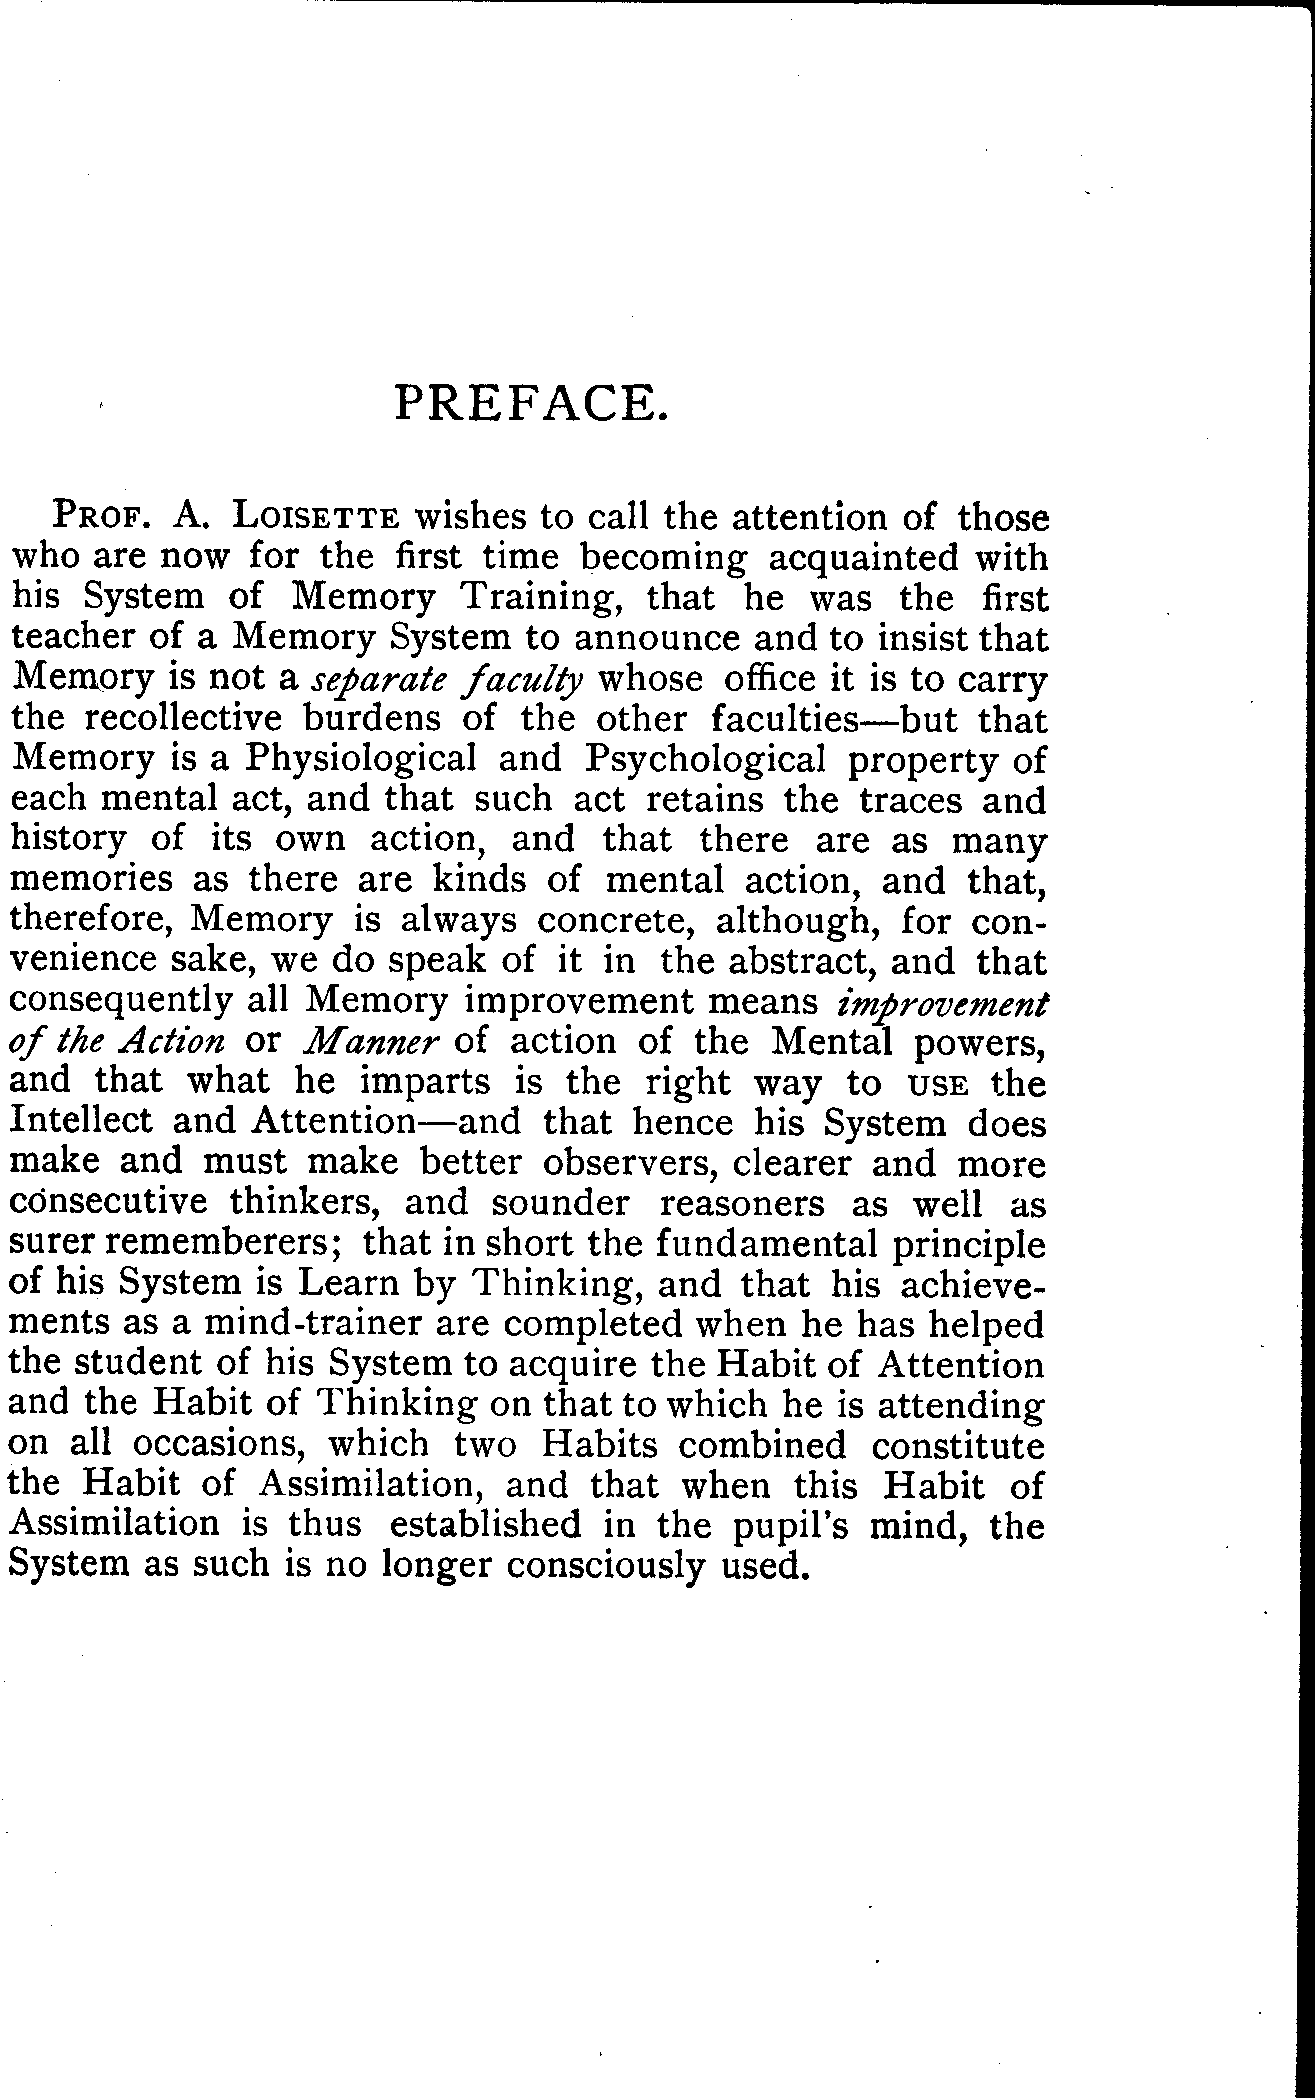 PREFACE.
PROF. A. LOISETTE wishes to call the attention of those
who are now for the first time becoming acquainted with
his System of Memory Training, that he was the first
teacher of a Memory System to announce and to insist that
Memory is not a separate faculty whose office it is to carry
the recollective burdens of the other faculties—but that
Memory is a Physiological and Psychological property of
each mental act, and that such act retains the traces and
history of its own action, and that there are as many
memories as there are kinds of mental action, and that,
therefore, Memory is always concrete, although, for con-
venience sake, we do speak of it in the abstract, and that
consequently all Memory improvement means improvement
of the Action or Manner of action of the Mental powers,
and that what he imparts is the right way to USE the
Intellect and Attention—and that hence his System does
make and must make better observers, clearer and more
consecutive thinkers, and sounder reasoners as well as
surer rememberers; that in short the fundamental principle
of his System is Learn by Thinking, and that his achieve-
ments as a mind-trainer are completed when he has helped
the student of his System to acquire the Habit of Attention
and the Habit of Thinking on that to which he is attending
on all occasions, which two Habits combined constitute
the Habit of Assimilation, and that when this Habit of
Assimilation is thus established in the pupil's mind, the
System as such is no longer consciously used.